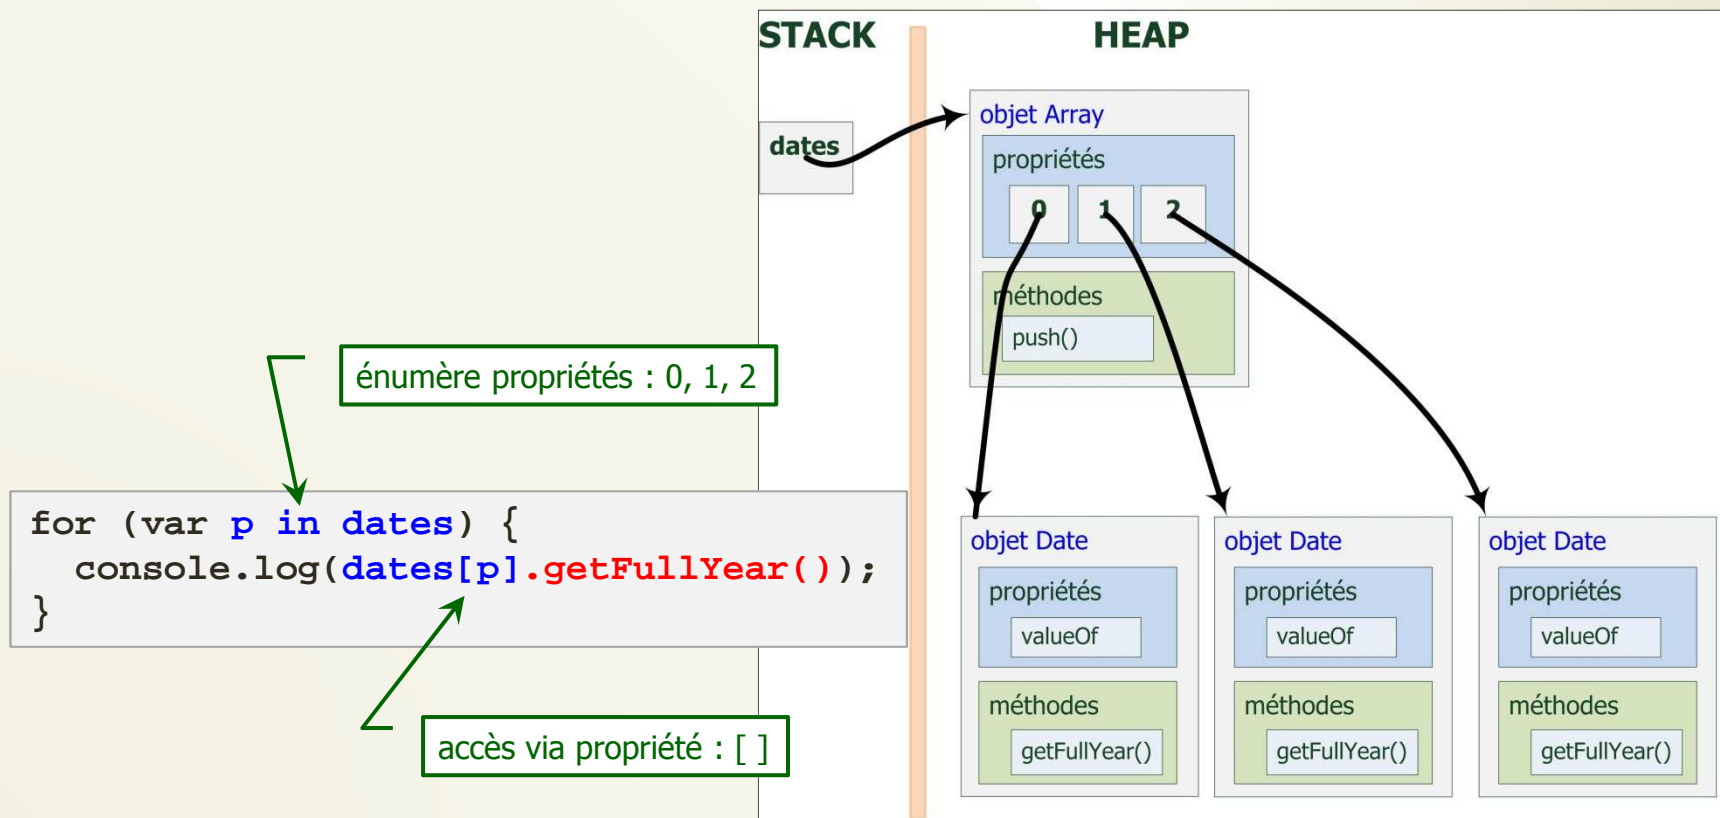 STACK
HEAP
dates
objet Array
propriétés
0 1 2
méthodes
push()
énumère propriétés : 0, 1, 2
for (var p in dates) {
console.log(dates[p].getFullYear());
}
accès via propriété : [ ]
objet Date
propriétés
valueOf
méthodes
getFullYear()
objet Date
propriétés
valueOf
méthodes
getFullYear()
objet Date
propriétés
valueOf
méthodes
getFullYear()